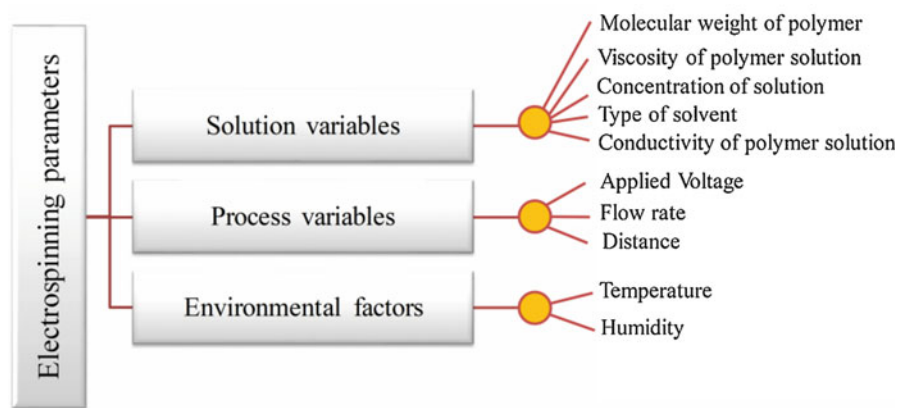 Electrospinning parameters
Solution variables
Molecular weight of polymer
Viscosity of polymer solution
Concentration of solution
Type of solvent
Conductivity of polymer solution
Process variables
Applied Voltage
Flow rate
Distance
Environmental factors
Temperature
Humidity